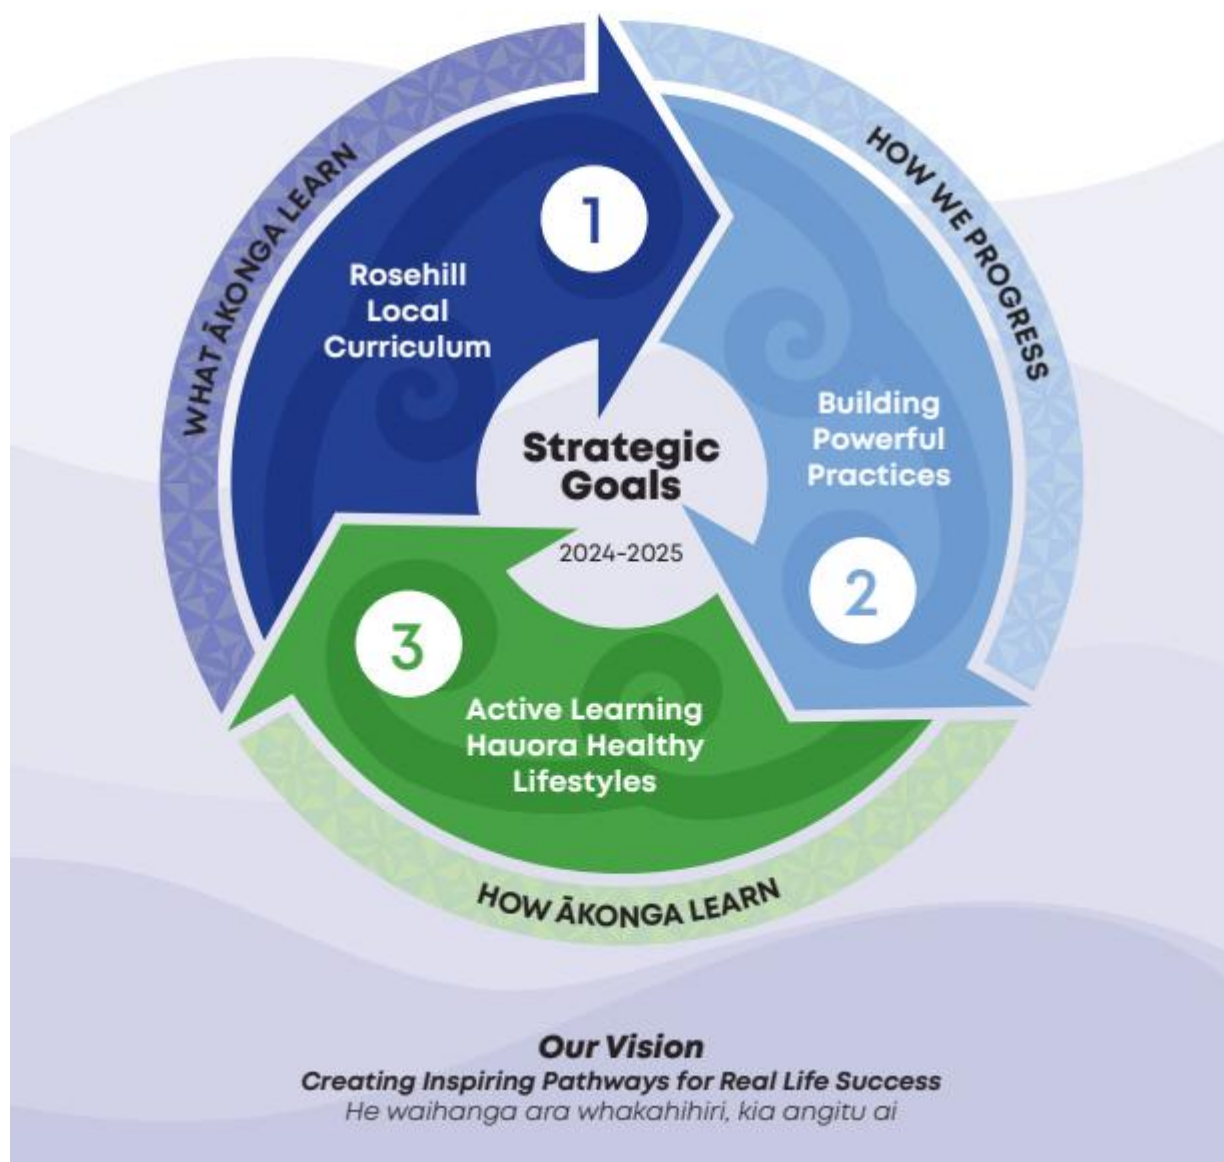 WHAT ĀKONGA LEARN
1
Rosehill
Local
Curriculum
HOW WE PROGRESS
Building
Powerful
Practices
2
Strategic
Goals
2024-2025
3
Active Learning
Hauora Healthy
Lifestyles
HOW ĀKONGA LEARN
Our Vision
Creating Inspiring Pathways for Real Life Success
He waihanga ara whakahihiri, kia angitu ai